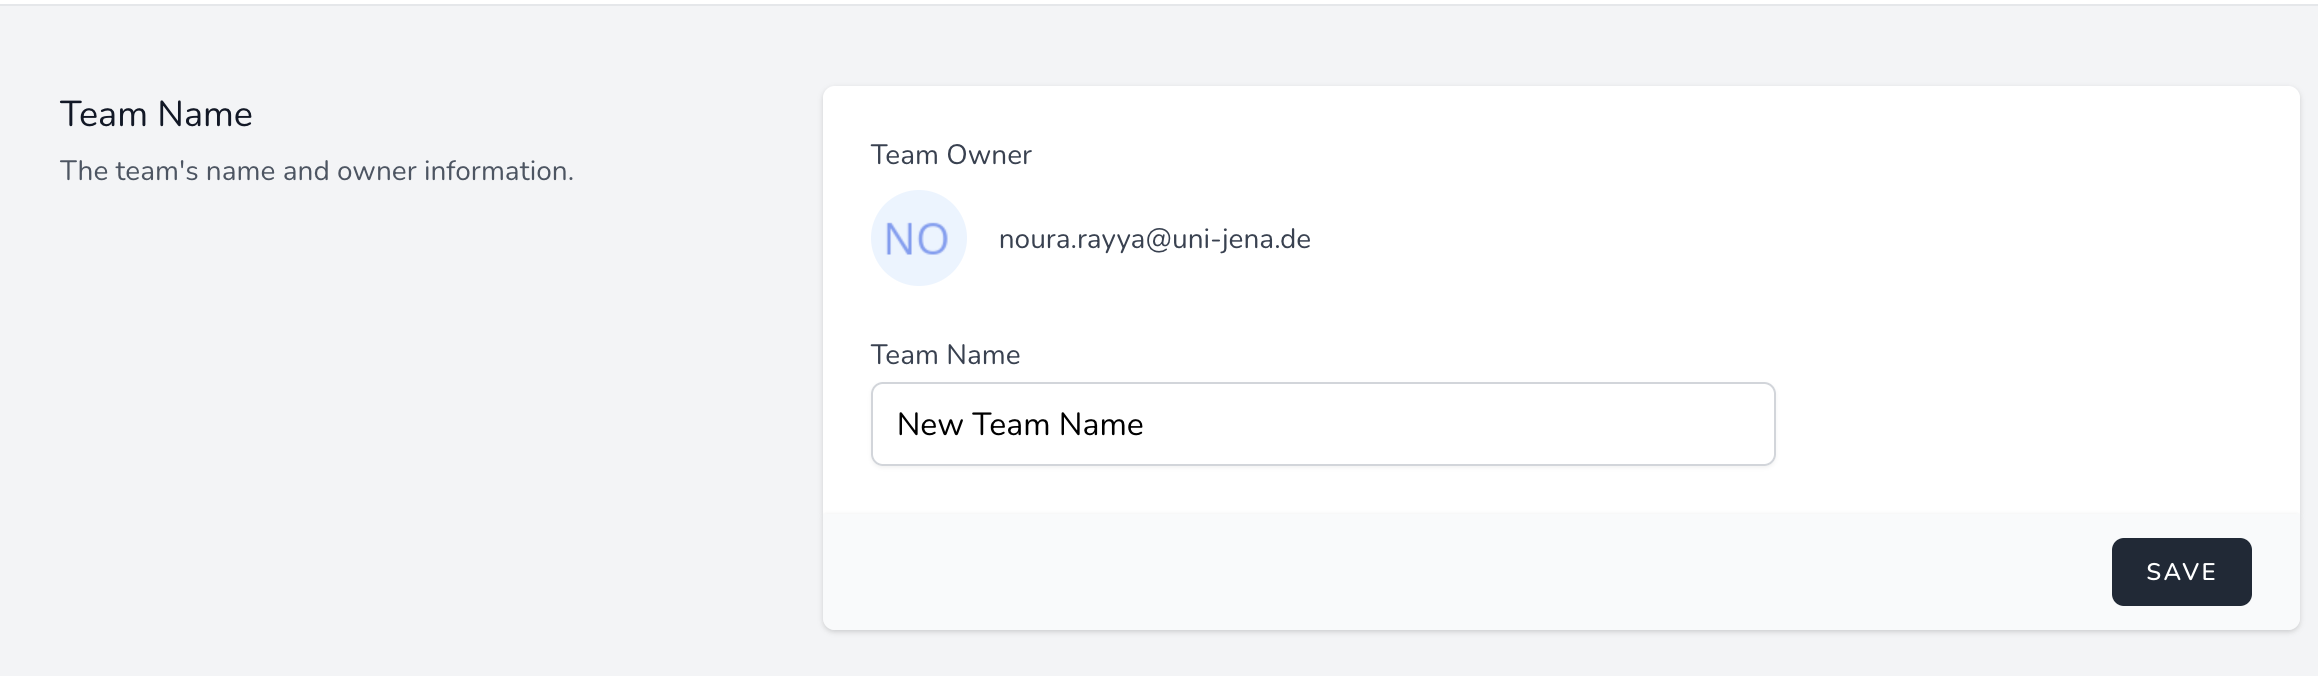 Team Name
The team's name and owner information.
Team Owner
NO
noura.rayya@uni-jena.de
Team Name
New Team Name
SAVE